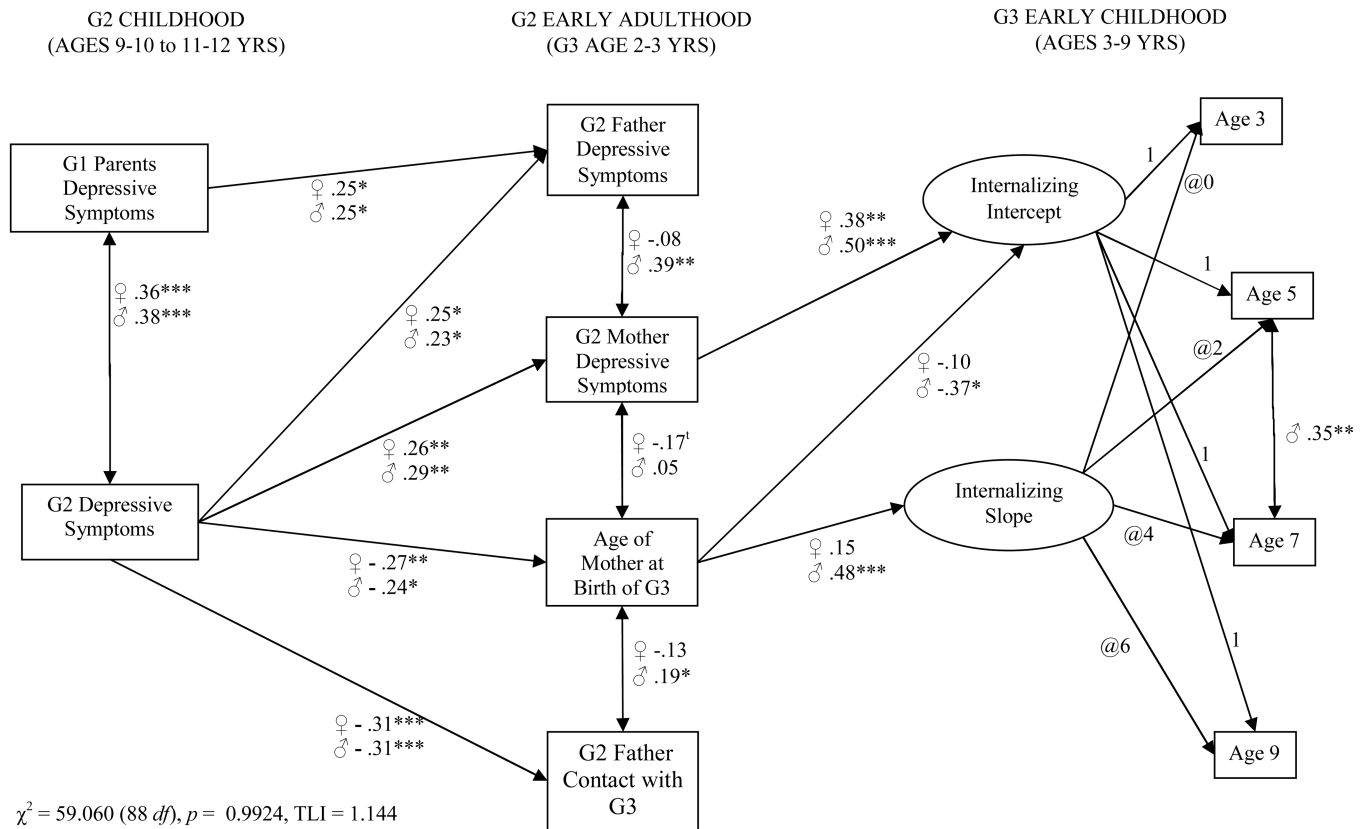 G2 CHILDHOOD
(AGES 9-10 to 11-12 YRS)
G2 EARLY ADULTHOOD
(G3 AGE 2-3 YRS)
G3 EARLY CHILDHOOD
(AGES 3-9 YRS)
G1 Parents
Depressive
Symptoms
♀ .36***
♂ .38***
G2 Depressive
Symptoms
♀ .25*
♂ .25*
♀ .25*
♂ .23*
♀ .26**
♂ .29**
♀ - .27**
♂ - .24*
♀ - .31***
♂ - .31***
G2 Father
Depressive
Symptoms
♀ -.08
♂ .39**
G2 Mother
Depressive
Symptoms
♀ -.17ᵗ
♂ .05
Age of
Mother at
Birth of G3
♀ -.13
♂ .19*
G2 Father
Contact with
G3
♀ .38**
♂ .50***
♀ -.10
♂ -.37*
♀ .15
♂ .48***
Internalizing
Intercept
Internalizing
Slope
1
@0
1
@2
1
@4
@6
1
Age 3
Age 5
♂ .35**
Age 7
Age 9
χ² = 59.060 (88 df), p = 0.9924, TLI = 1.144